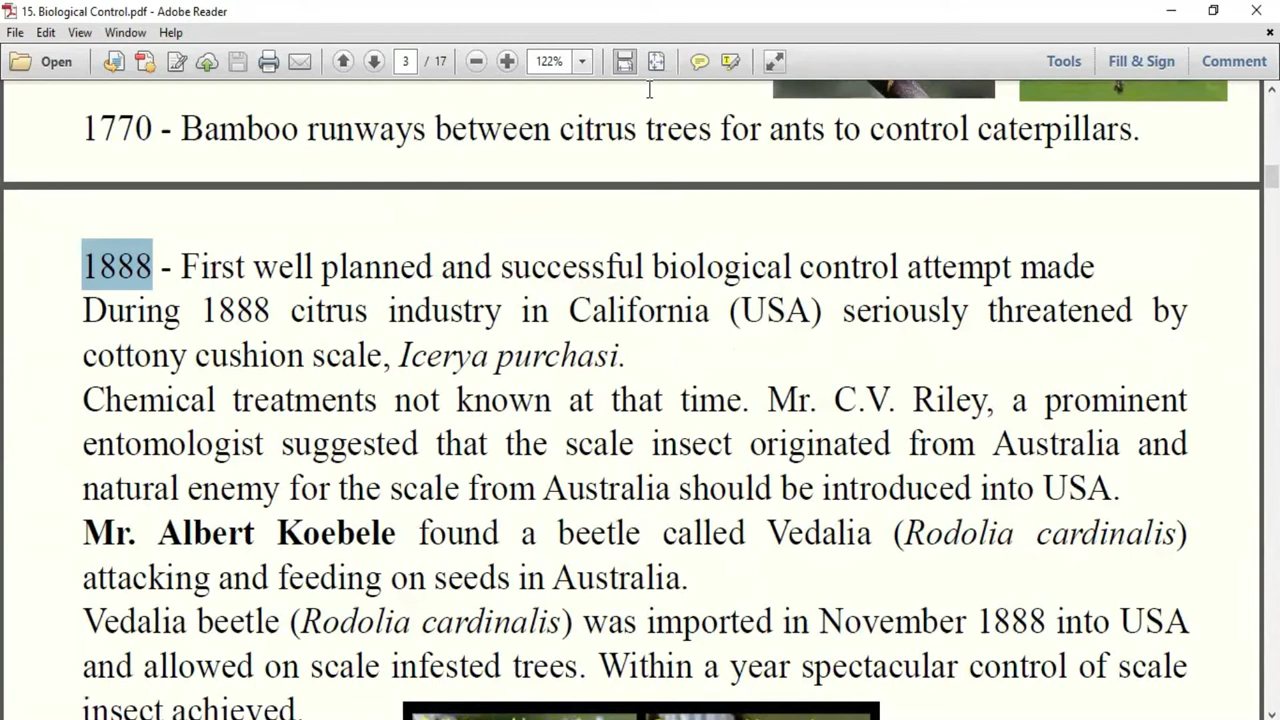 15. Biological Control.pdf - Adobe Reader
File Edit View Window Help
Open 3 / 17 122% Tools Fill & Sign Comment
1770 - Bamboo runways between citrus trees for ants to control caterpillars.
1888 - First well planned and successful biological control attempt made
During 1888 citrus industry in California (USA) seriously threatened by
cottony cushion scale, Icerya purchasi.
Chemical treatments not known at that time. Mr. C.V. Riley, a prominent
entomologist suggested that the scale insect originated from Australia and
natural enemy for the scale from Australia should be introduced into USA.
Mr. Albert Koebele found a beetle called Vedalia (Rodolia cardinalis)
attacking and feeding on seeds in Australia.
Vedalia beetle (Rodolia cardinalis) was imported in November 1888 into USA
and allowed on scale infested trees. Within a year spectacular control of scale
insect achieved.